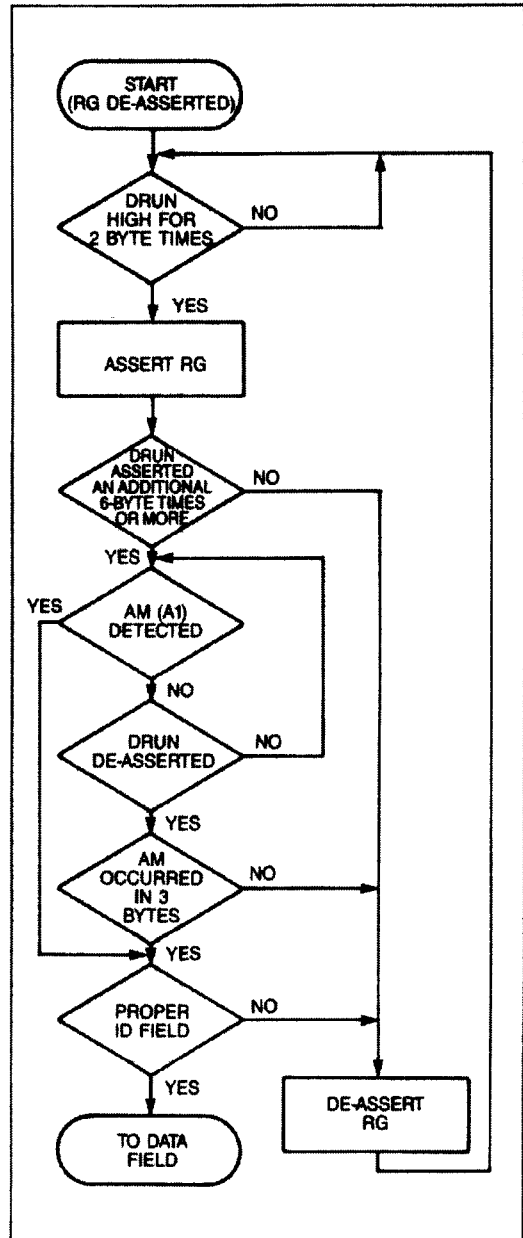 START
(RG DE-ASSERTED)
DRUN
HIGH FOR
2 BYTE TIMES
NO
YES
ASSERT RG
DRUN
ASSERTED
AN ADDITIONAL
6-BYTE TIMES
OR MORE
NO
YES
YES
AM (A1)
DETECTED
NO
DRUN
DE-ASSERTED
NO
YES
AM
OCCURRED
IN 3
BYTES
NO
YES
PROPER
ID FIELD
NO
YES
DE-ASSERT
RG
TO DATA
FIELD